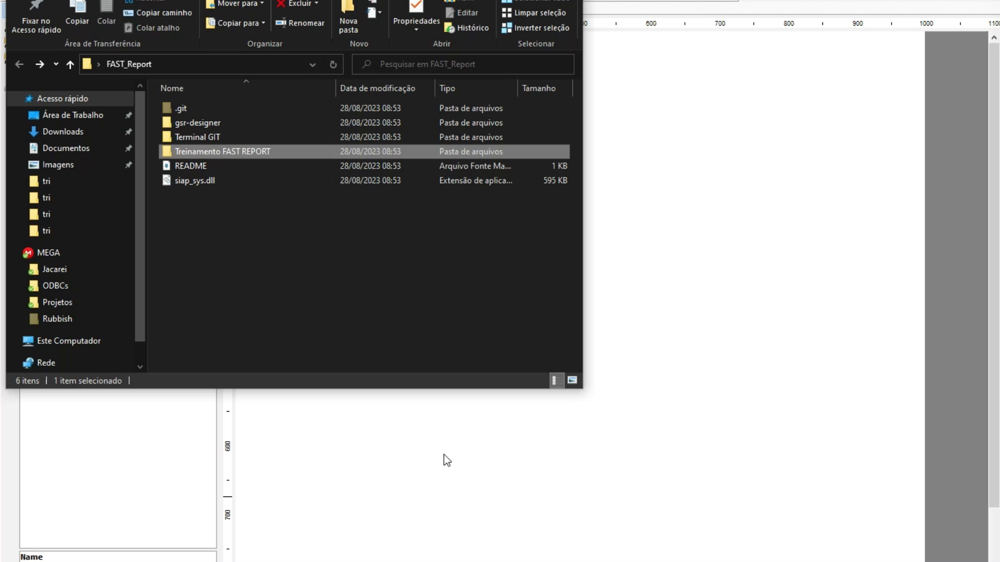 Mover para
Excluir
Copiar caminho
Editar
Limpar seleção
Fixar no
Acesso rápido
Copiar
Colar
Colar atalho
Copiar para
Renomear
Nova
pasta
Propriedades
Histórico
Inverter seleção
Área de Transferência
Organizar
Novo
Abrir
Selecionar
600
700
800
900
1000
FAST_Report
Pesquisar em FAST_Report
Nome Data de modificação Tipo Tamanho
.git 28/08/2023 08:53 Pasta de arquivos
gsr-designer 28/08/2023 08:53 Pasta de arquivos
Terminal GIT 28/08/2023 08:53 Pasta de arquivos
Treinamento FAST REPORT 28/08/2023 08:53 Pasta de arquivos
README 28/08/2023 08:53 Arquivo Fonte Ma... 1 KB
siap_sys.dll 28/08/2023 08:53 Extensão de aplica... 595 KB
Acesso rápido
Área de Trabalho
Downloads
Documentos
Imagens
tri
tri
tri
tri
MEGA
Jacarei
ODBCs
Projetos
Rubbish
Este Computador
Rede
6 itens 1 item selecionado
600
700
Name